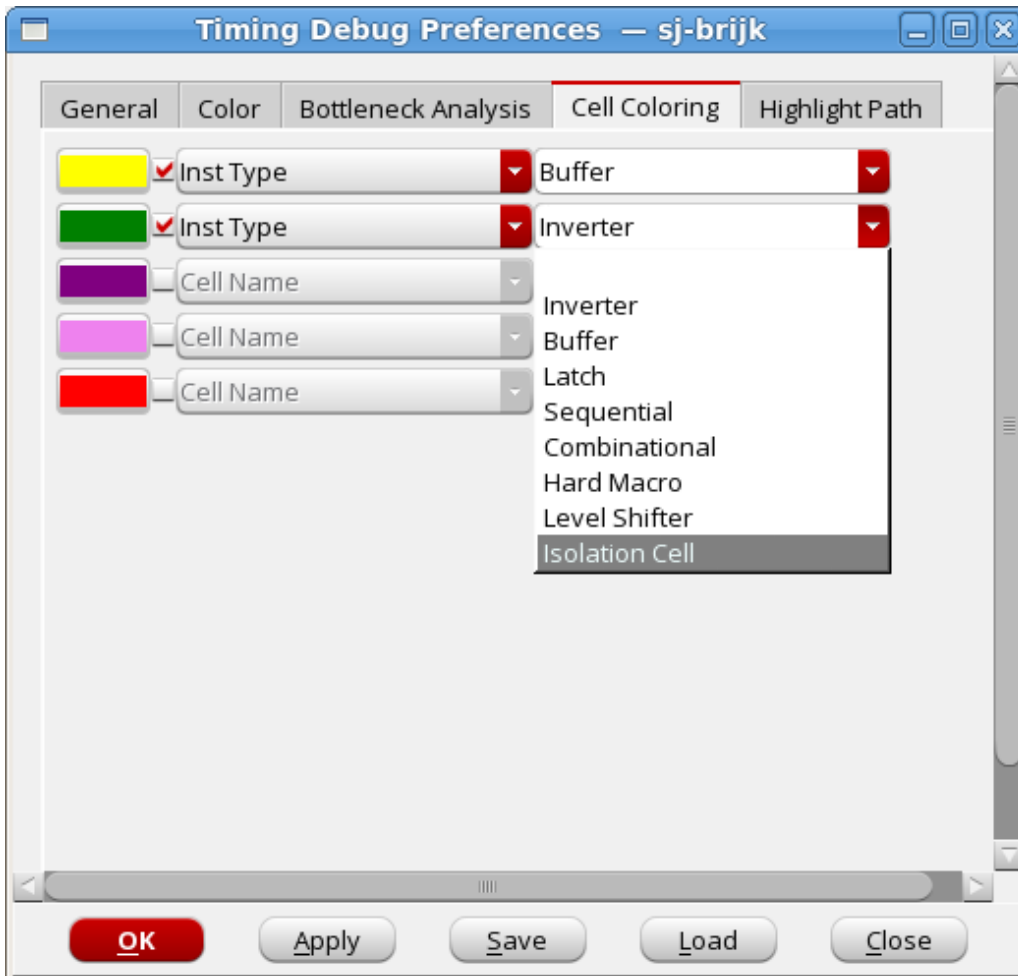 Timing Debug Preferences — sj-brijk
General Color Bottleneck Analysis Cell Coloring Highlight Path
Inst Type Buffer
Inst Type Inverter
Cell Name
Inverter
Cell Name
Buffer
Latch
Cell Name
Sequential
Combinational
Hard Macro
Level Shifter
Isolation Cell
OK Apply Save Load Close